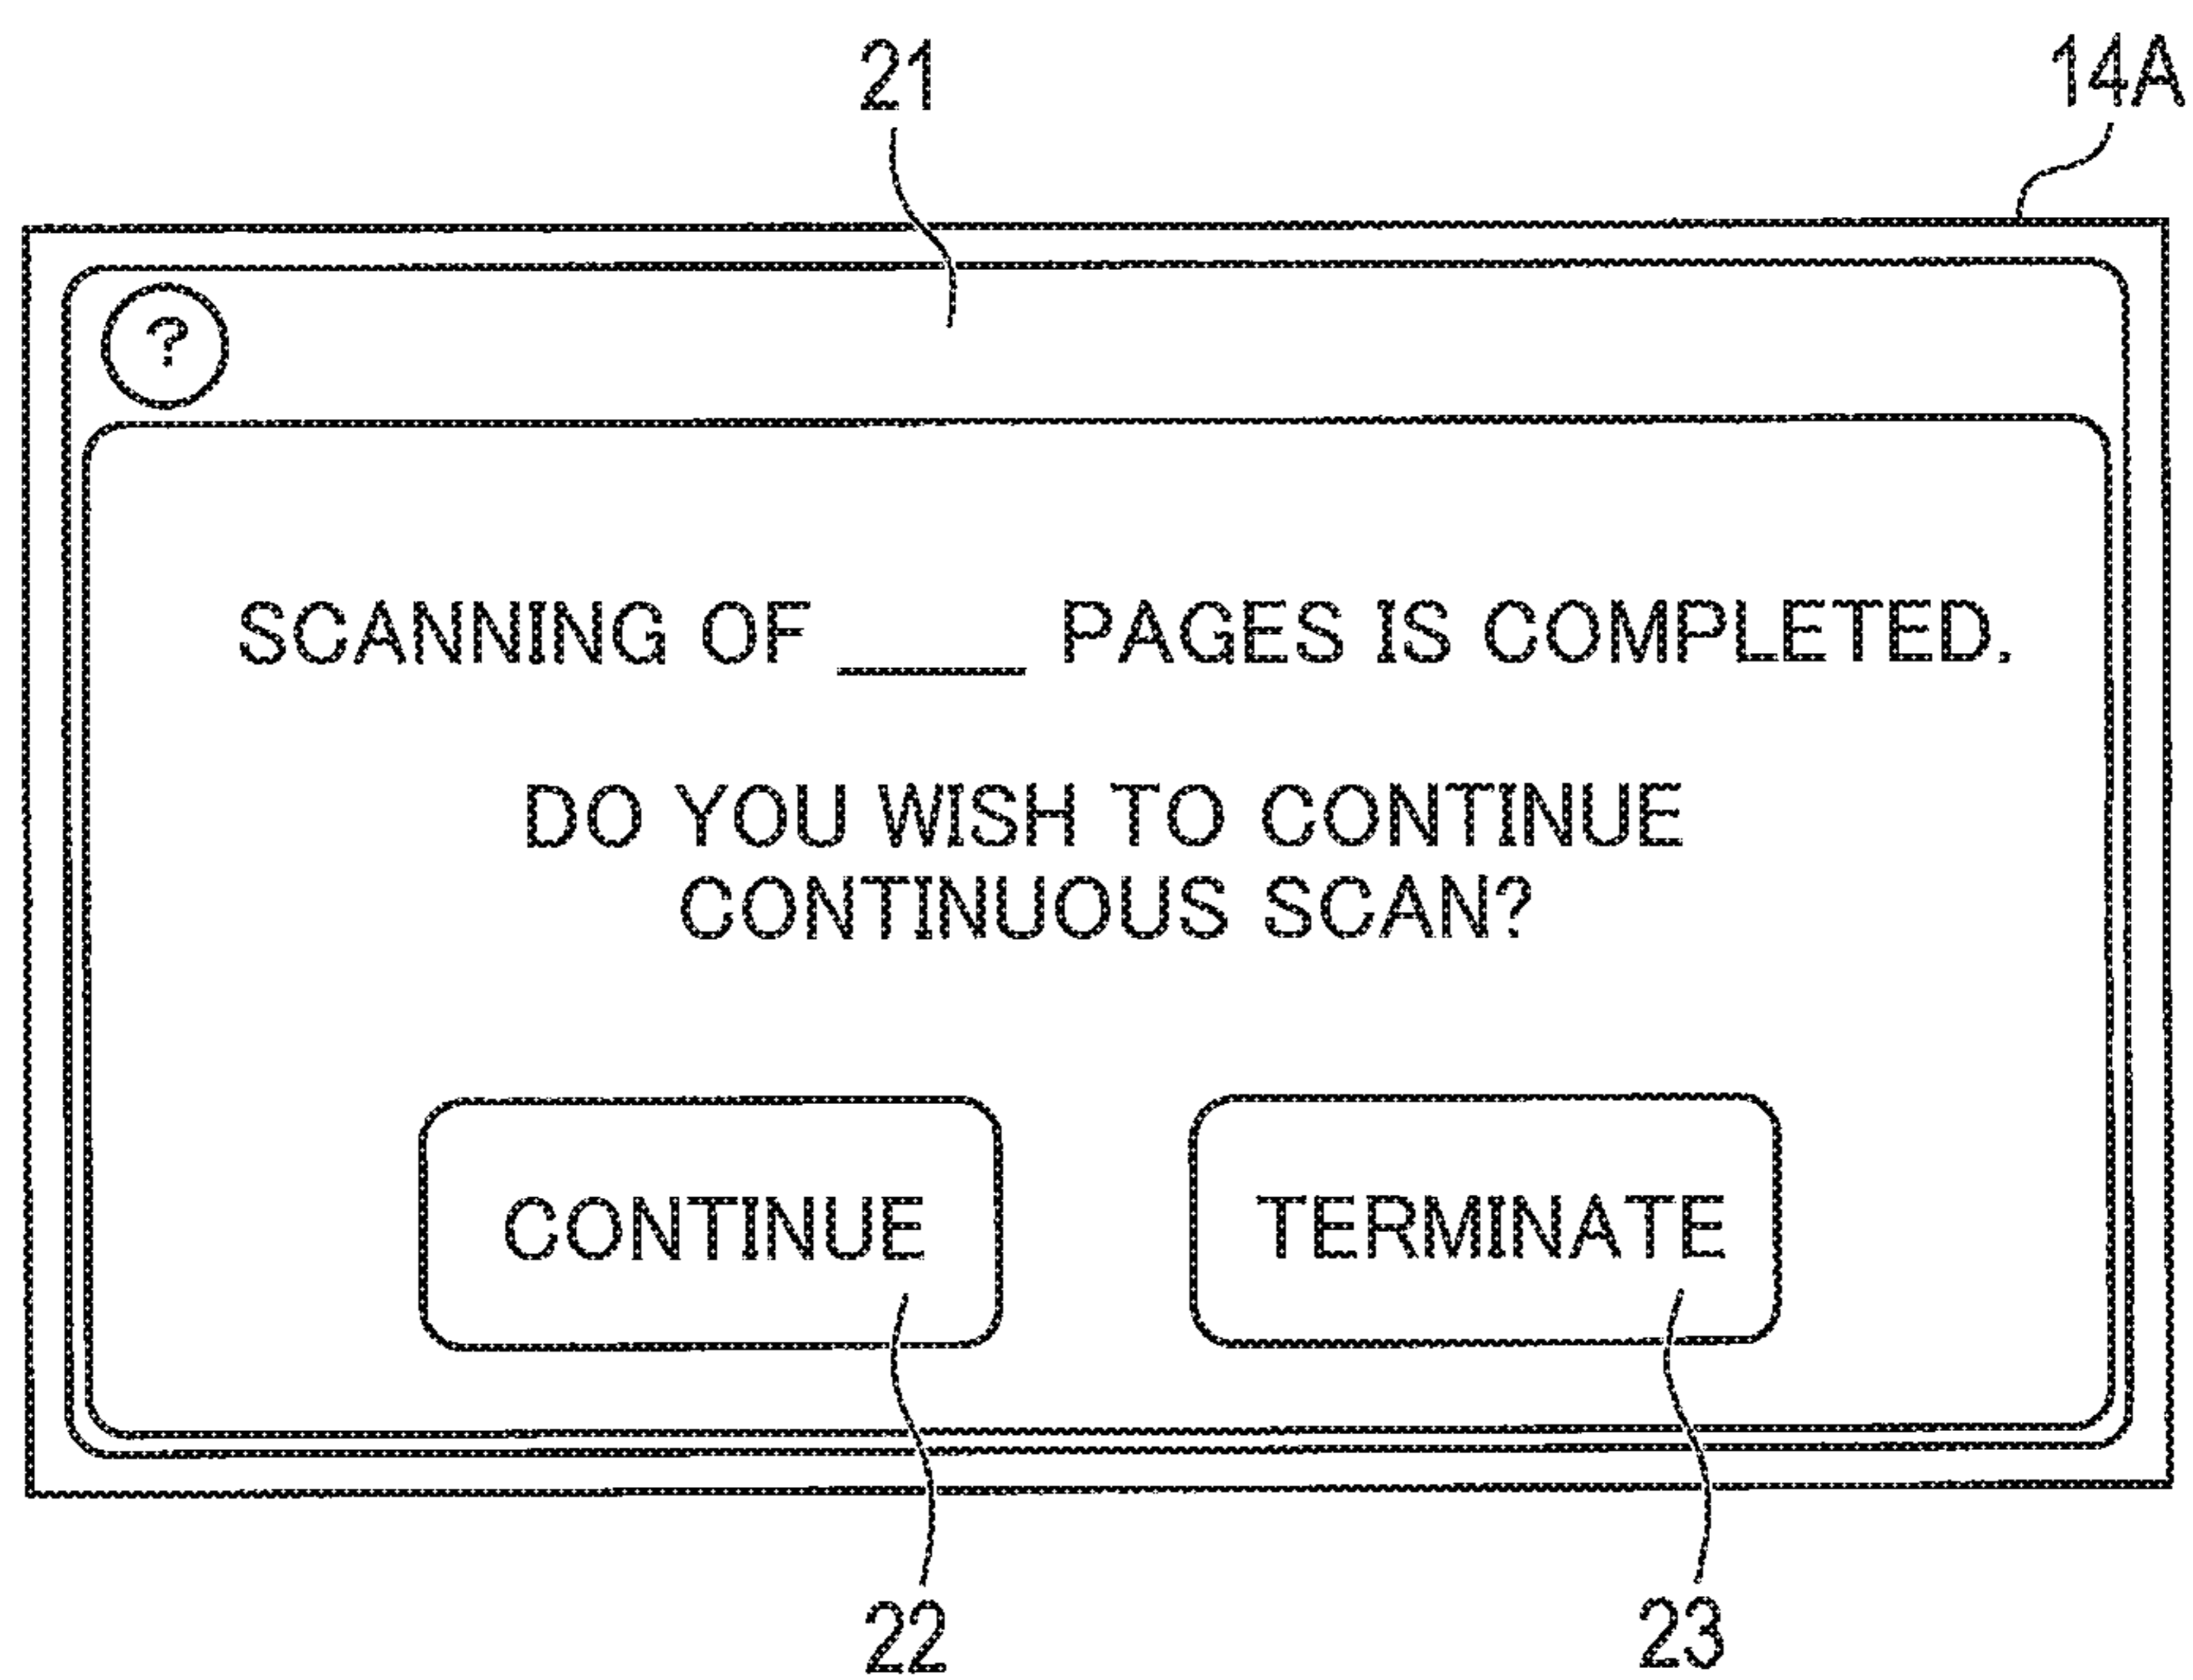 21
14A
?
SCANNING OF ____ PAGES IS COMPLETED.
DO YOU WISH TO CONTINUE
CONTINUOUS SCAN?
CONTINUE
TERMINATE
22
23